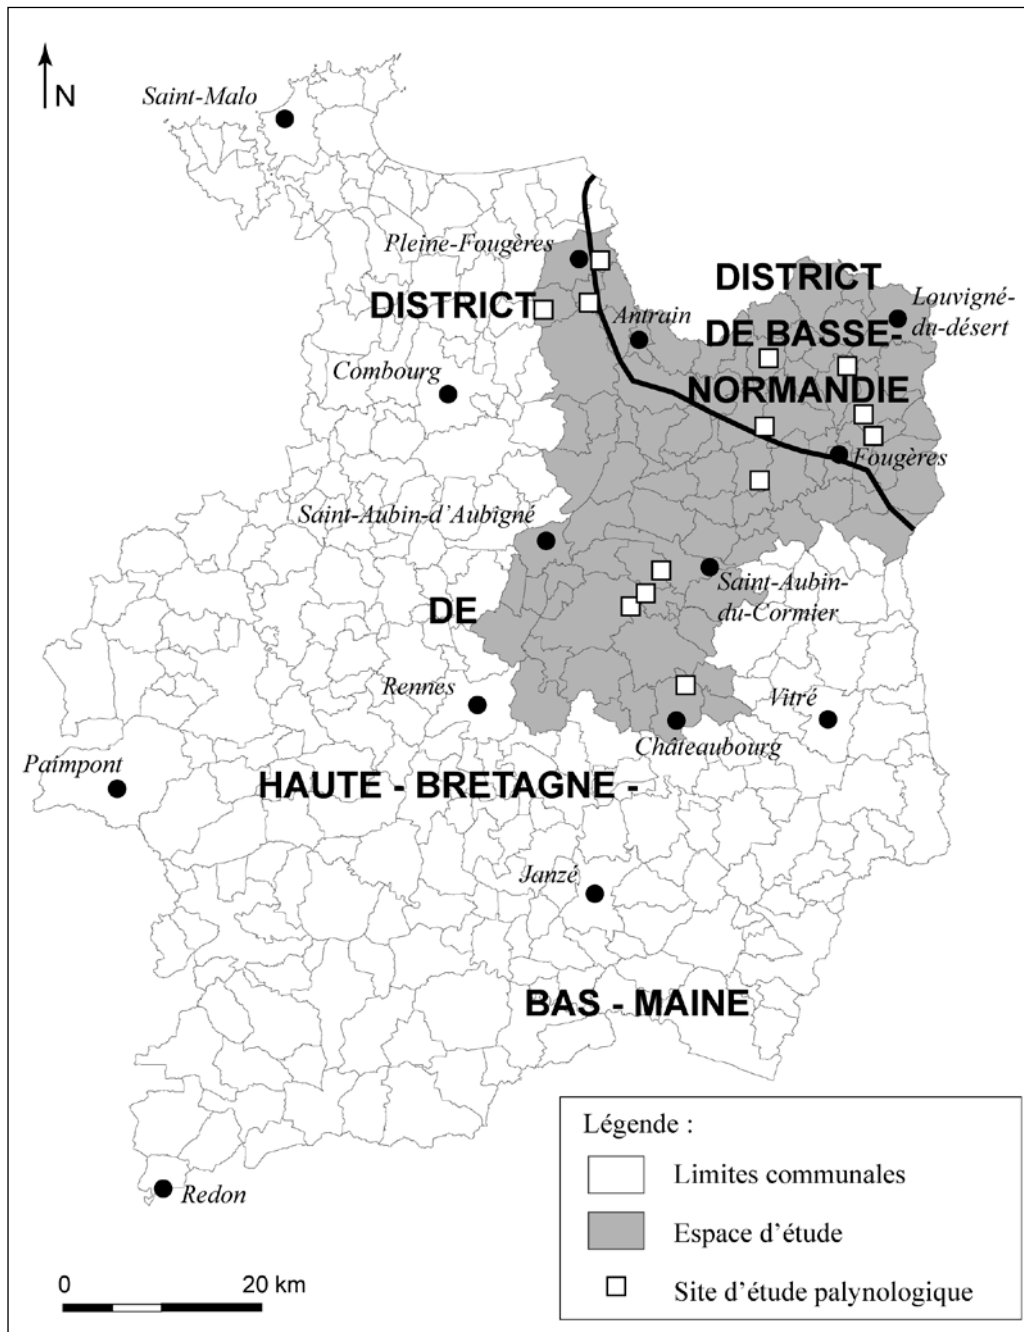 N
Saint-Malo
Pleine-Fougères
DISTRICT
DISTRICT
Louvigné-
du-désert
Antrain
DE BASSE-
Combourg
NORMANDIE
Fougères
Saint-Aubin-d'Aubigné
Saint-Aubin-
du-Cormier
DE
Rennes
Vitré
Châteaubourg
Paimpont
HAUTE - BRETAGNE -
Janzé
BAS - MAINE
Redon
0 20 km
Légende :
Limites communales
Espace d'étude
Site d'étude palynologique